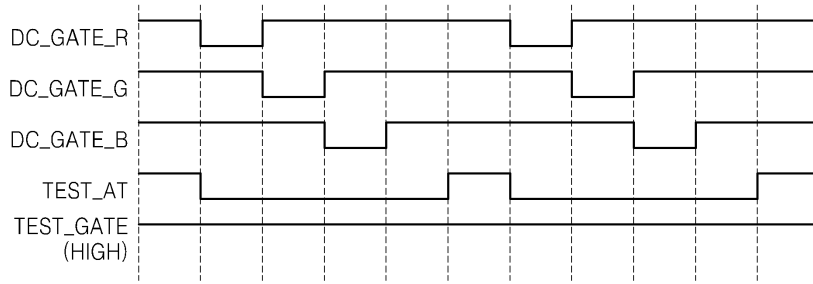 DC_GATE_R
DC_GATE_G
DC_GATE_B
TEST_AT
TEST_GATE
(HIGH)